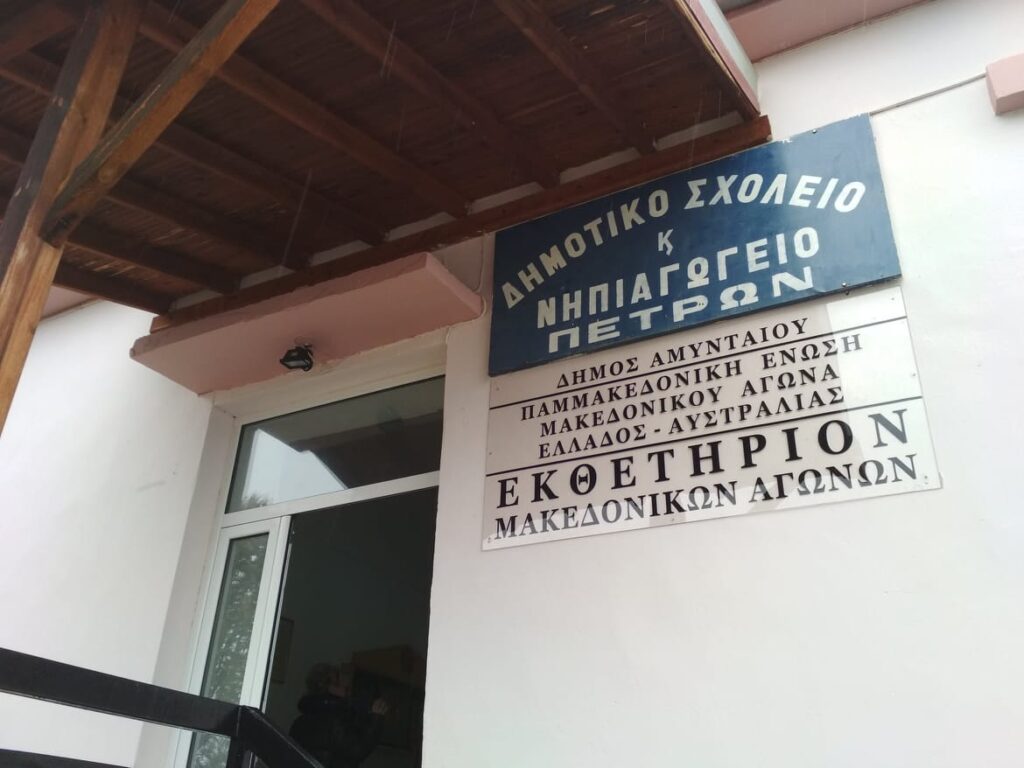 ΔΗΜΟΤΙΚΟ ΣΧΟΛΕΙΟ
Κ
ΝΗΠΙΑΓΩΓΕΙΟ
ΠΕΤΡΩΝ
ΔΗΜΟΣ ΑΜΥΝΤΑΙΟΥ
ΠΑΜΜΑΚΕΔΟΝΙΚΗ ΕΝΩΣΗ
ΜΑΚΕΔΟΝΙΚΟΥ ΑΓΩΝΑ
ΕΛΛΑΔΟΣ - ΑΥΣΤΡΑΛΙΑΣ
ΕΚΘΕΤΗΡΙΟΝ
ΜΑΚΕΔΟΝΙΚΩΝ ΑΓΩΝΩΝ